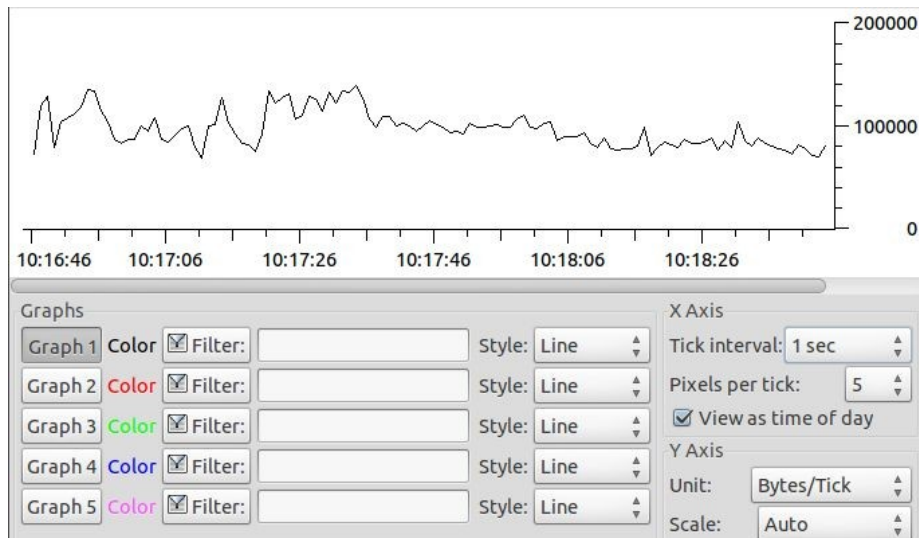 200000
100000
0
10:16:46 10:17:06 10:17:26 10:17:46 10:18:06 10:18:26
Graphs
Graph 1 Color Filter: Style: Line
Graph 2 Color Filter: Style: Line
Graph 3 Color Filter: Style: Line
Graph 4 Color Filter: Style: Line
Graph 5 Color Filter: Style: Line
X Axis
Tick interval: 1 sec
Pixels per tick: 5
View as time of day
Y Axis
Unit: Bytes/Tick
Scale: Auto